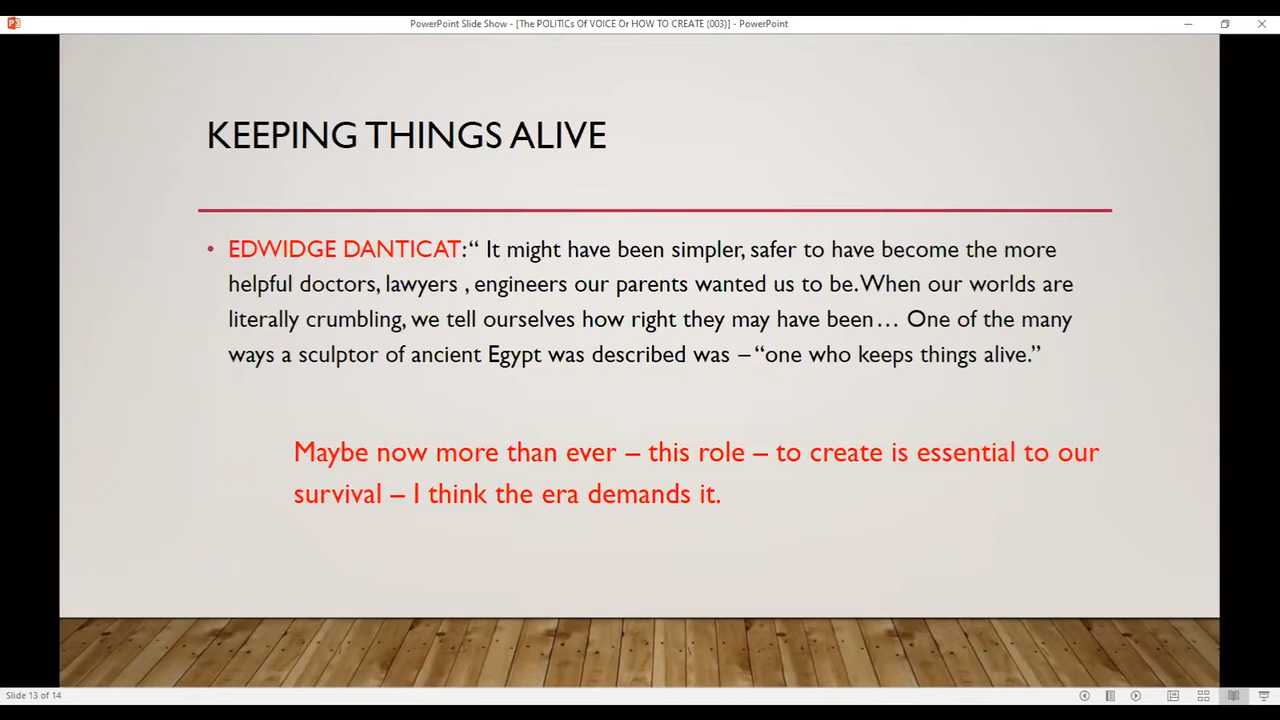 PowerPoint Slide Show - [The POLITICs Of VOICE Or HOW TO CREATE (003)] - PowerPoint
KEEPING THINGS ALIVE
• EDWIDGE DANTICAT:“ It might have been simpler, safer to have become the more
helpful doctors, lawyers , engineers our parents wanted us to be. When our worlds are
literally crumbling, we tell ourselves how right they may have been… One of the many
ways a sculptor of ancient Egypt was described was – “one who keeps things alive.”
Maybe now more than ever – this role – to create is essential to our
survival – I think the era demands it.
Slide 13 of 14